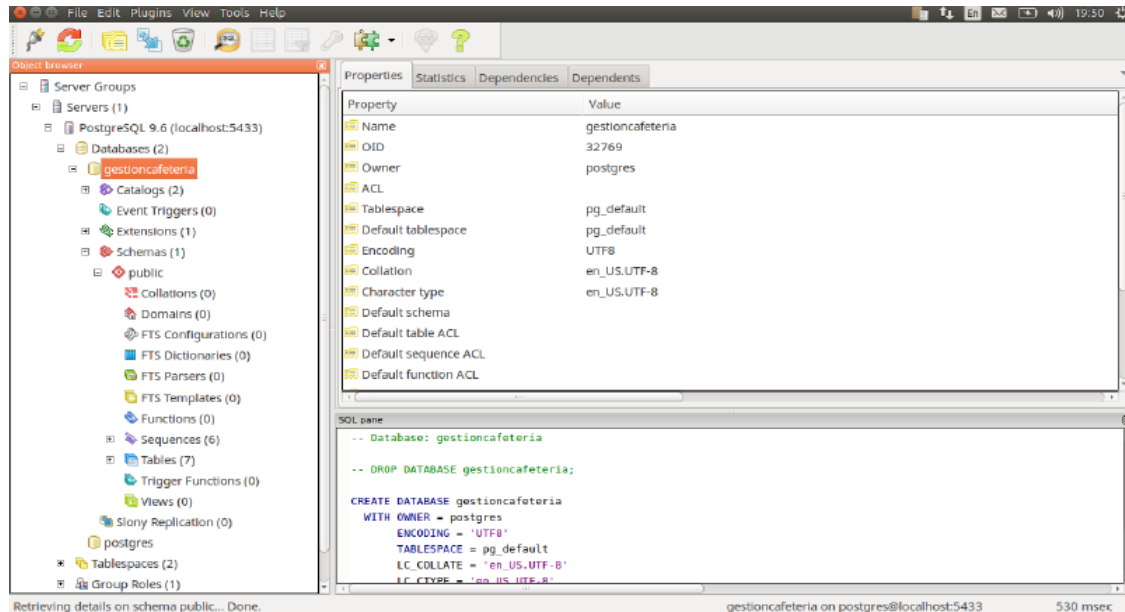 File Edit Plugins View Tools Help
En 19:50
SQL
Object browser
Server Groups
Servers (1)
PostgreSQL 9.6 (localhost:5433)
Databases (2)
gestioncafeteria
Catalogs (2)
Event Triggers (0)
Extensions (1)
Schemas (1)
public
Collations (0)
Domains (0)
FTS Configurations (0)
FTS Dictionaries (0)
FTS Parsers (0)
FTS Templates (0)
Functions (0)
Sequences (6)
Tables (7)
Trigger Functions (0)
Views (0)
Slony Replication (0)
postgres
Tablespaces (2)
Group Roles (1)
Properties Statistics Dependencies Dependents
Property Value
Name gestioncafeteria
OID 32769
Owner postgres
ACL
Tablespace pg_default
Default tablespace pg_default
Encoding UTF8
Collation en_US.UTF-8
Character type en_US.UTF-8
Default schema
Default table ACL
Default sequence ACL
Default function ACL
SQL pane
-- Database: gestioncafeteria
-- DROP DATABASE gestioncafeteria;
CREATE DATABASE gestioncafeteria
WITH OWNER = postgres
ENCODING = 'UTF8'
TABLESPACE = pg_default
LC_COLLATE = 'en_US.UTF-8'
LC_CTYPE = 'en_US.UTF-8'
Retrieving details on schema public... Done. gestioncafeteria on postgres@localhost:5433 530 msec